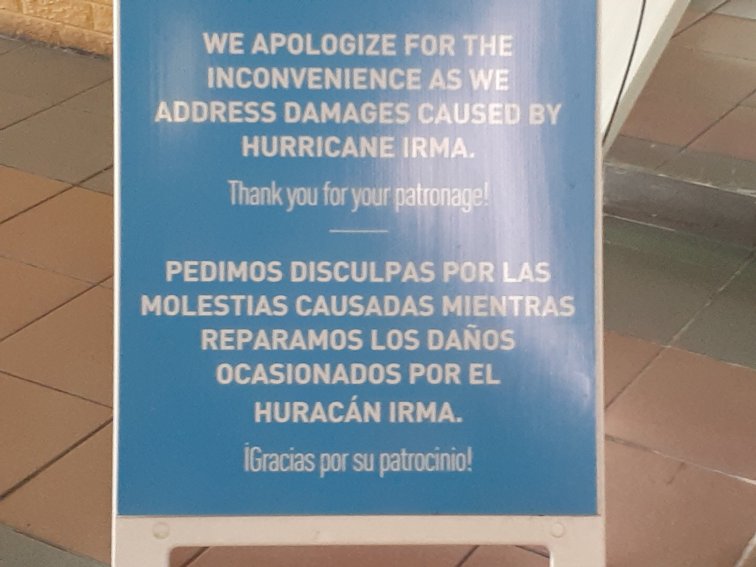 WE APOLOGIZE FOR THE
INCONVENIENCE AS WE
ADDRESS DAMAGES CAUSED BY
HURRICANE IRMA.
Thank you for your patronage!
PEDIMOS DISCULPAS POR LAS
MOLESTIAS CAUSADAS MIENTRAS
REPARAMOS LOS DAÑOS
OCASIONADOS POR EL
HURACÁN IRMA.
¡Gracias por su patrocinio!